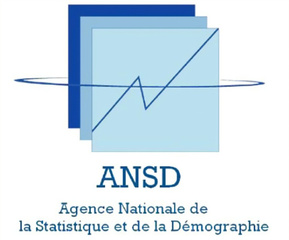 ANSD
Agence Nationale de
la Statistique et de la Démographie